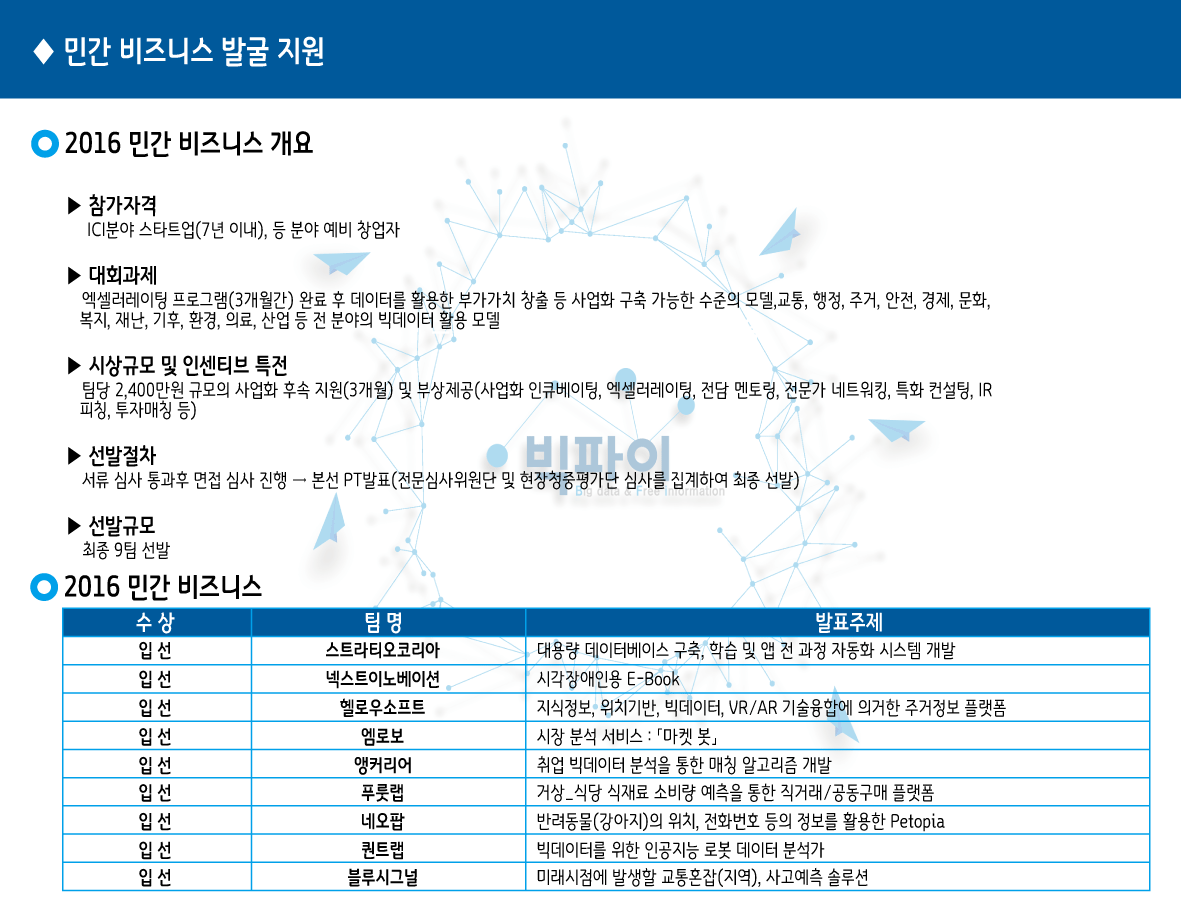 ♦ 민간 비즈니스 발굴 지원
2016 민간 비즈니스 개요
▶ 참가자격
ICI분야 스타트업(7년 이내), 등 분야 예비 창업자
▶ 대회과제
엑셀러레이팅 프로그램(3개월간) 완료 후 데이터를 활용한 부가가치 창출 등 사업화 구축 가능한 수준의 모델,교통, 행정, 주거, 안전, 경제, 문화,
복지, 재난, 기후, 환경, 의료, 산업 등 전 분야의 빅데이터 활용 모델
▶ 시상규모 및 인센티브 특전
팀당 2,400만원 규모의 사업화 후속 지원(3개월) 및 부상제공(사업화 인큐베이팅, 엑셀러레이팅, 전담 멘토링, 전문가 네트워킹, 특화 컨설팅, IR
피칭, 투자매칭 등)
▶ 선발절차
빅파이
서류 심사 통과후 면접 심사 진행 → 본선 PT발표(전문심사위원단 및 현장청중평가단 심사를 집계하여 최종 선발)
Big data & Free Information
▶ 선발규모
최종 9팀 선발
2016 민간 비즈니스
수 상 팀 명 발표주제
입 선 스트라티오코리아 대용량 데이터베이스 구축, 학습 및 앱 전 과정 자동화 시스템 개발
입 선 넥스트이노베이션 시각장애인용 E-Book
입 선 헬로우소프트 지식정보, 위치기반, 빅데이터, VR/AR 기술융합에 의거한 주거정보 플랫폼
입 선 엠로보 시장 분석 서비스 : ｢마켓 봇｣
입 선 앵커리어 취업 빅데이터 분석을 통한 매칭 알고리즘 개발
입 선 푸룻랩 거상_식당 식재료 소비량 예측을 통한 직거래/공동구매 플랫폼
입 선 네오팝 반려동물(강아지)의 위치, 전화번호 등의 정보를 활용한 Petopia
입 선 퀀트랩 빅데이터를 위한 인공지능 로봇 데이터 분석가
입 선 블루시그널 미래시점에 발생할 교통혼잡(지역), 사고예측 솔루션